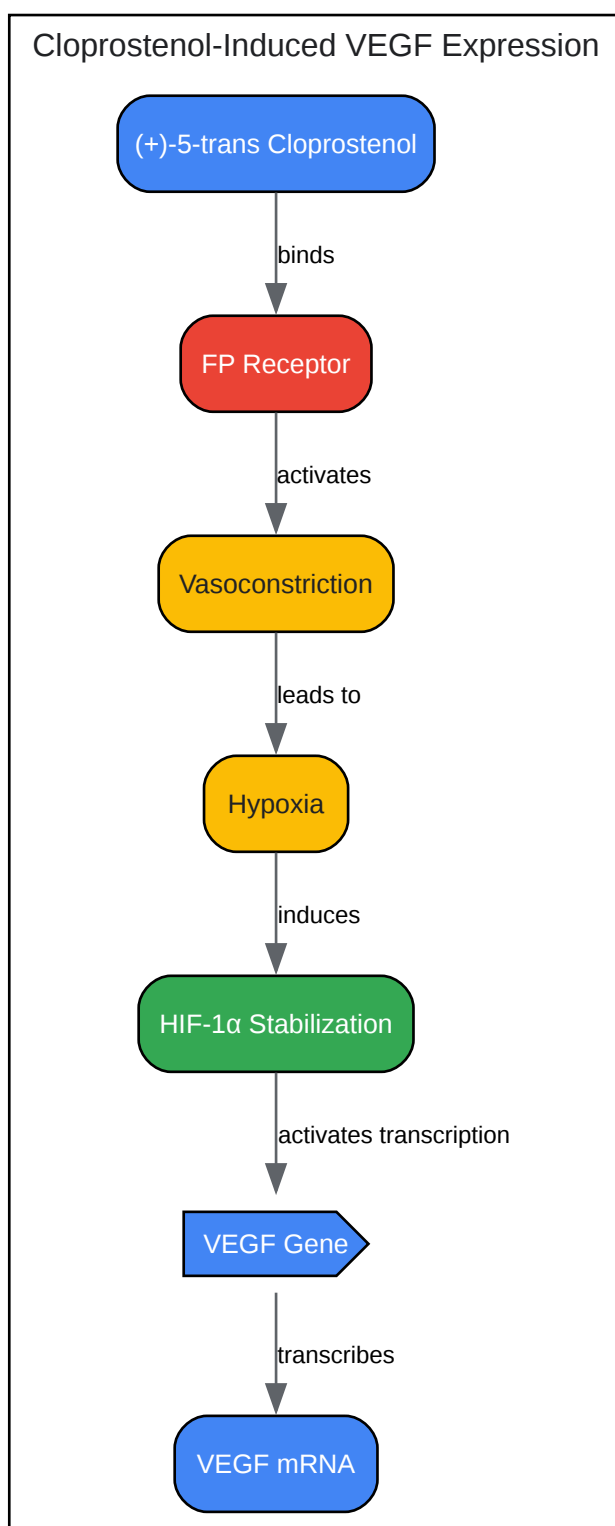 Cloprostenol-Induced VEGF Expression
(+)-5-trans Cloprostenol
binds
FP Receptor
activates
Vasoconstriction
leads to
Hypoxia
induces
HIF-1α Stabilization
activates transcription
VEGF Gene
transcribes
VEGF mRNA